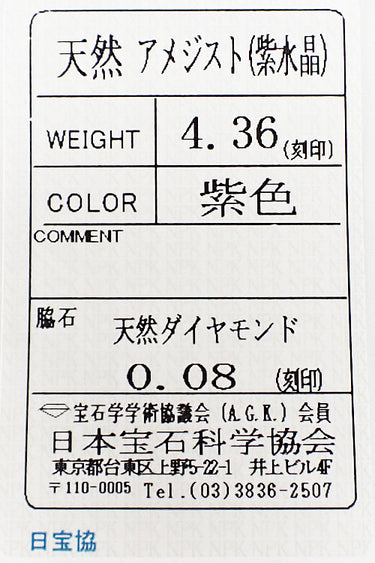 天然 アメジスト(紫水晶)
WEIGHT 4.36(刻印)
COLOR 紫色
COMMENT
脇石
天然ダイヤモンド
0.08 (刻印)
宝石学学術協議会 (A.G.K.) 会員
日本宝石科学協会
東京都台東区上野5-22-1 井上ビル4F
〒110-0005 Tel.(03)3836-2507
日宝協